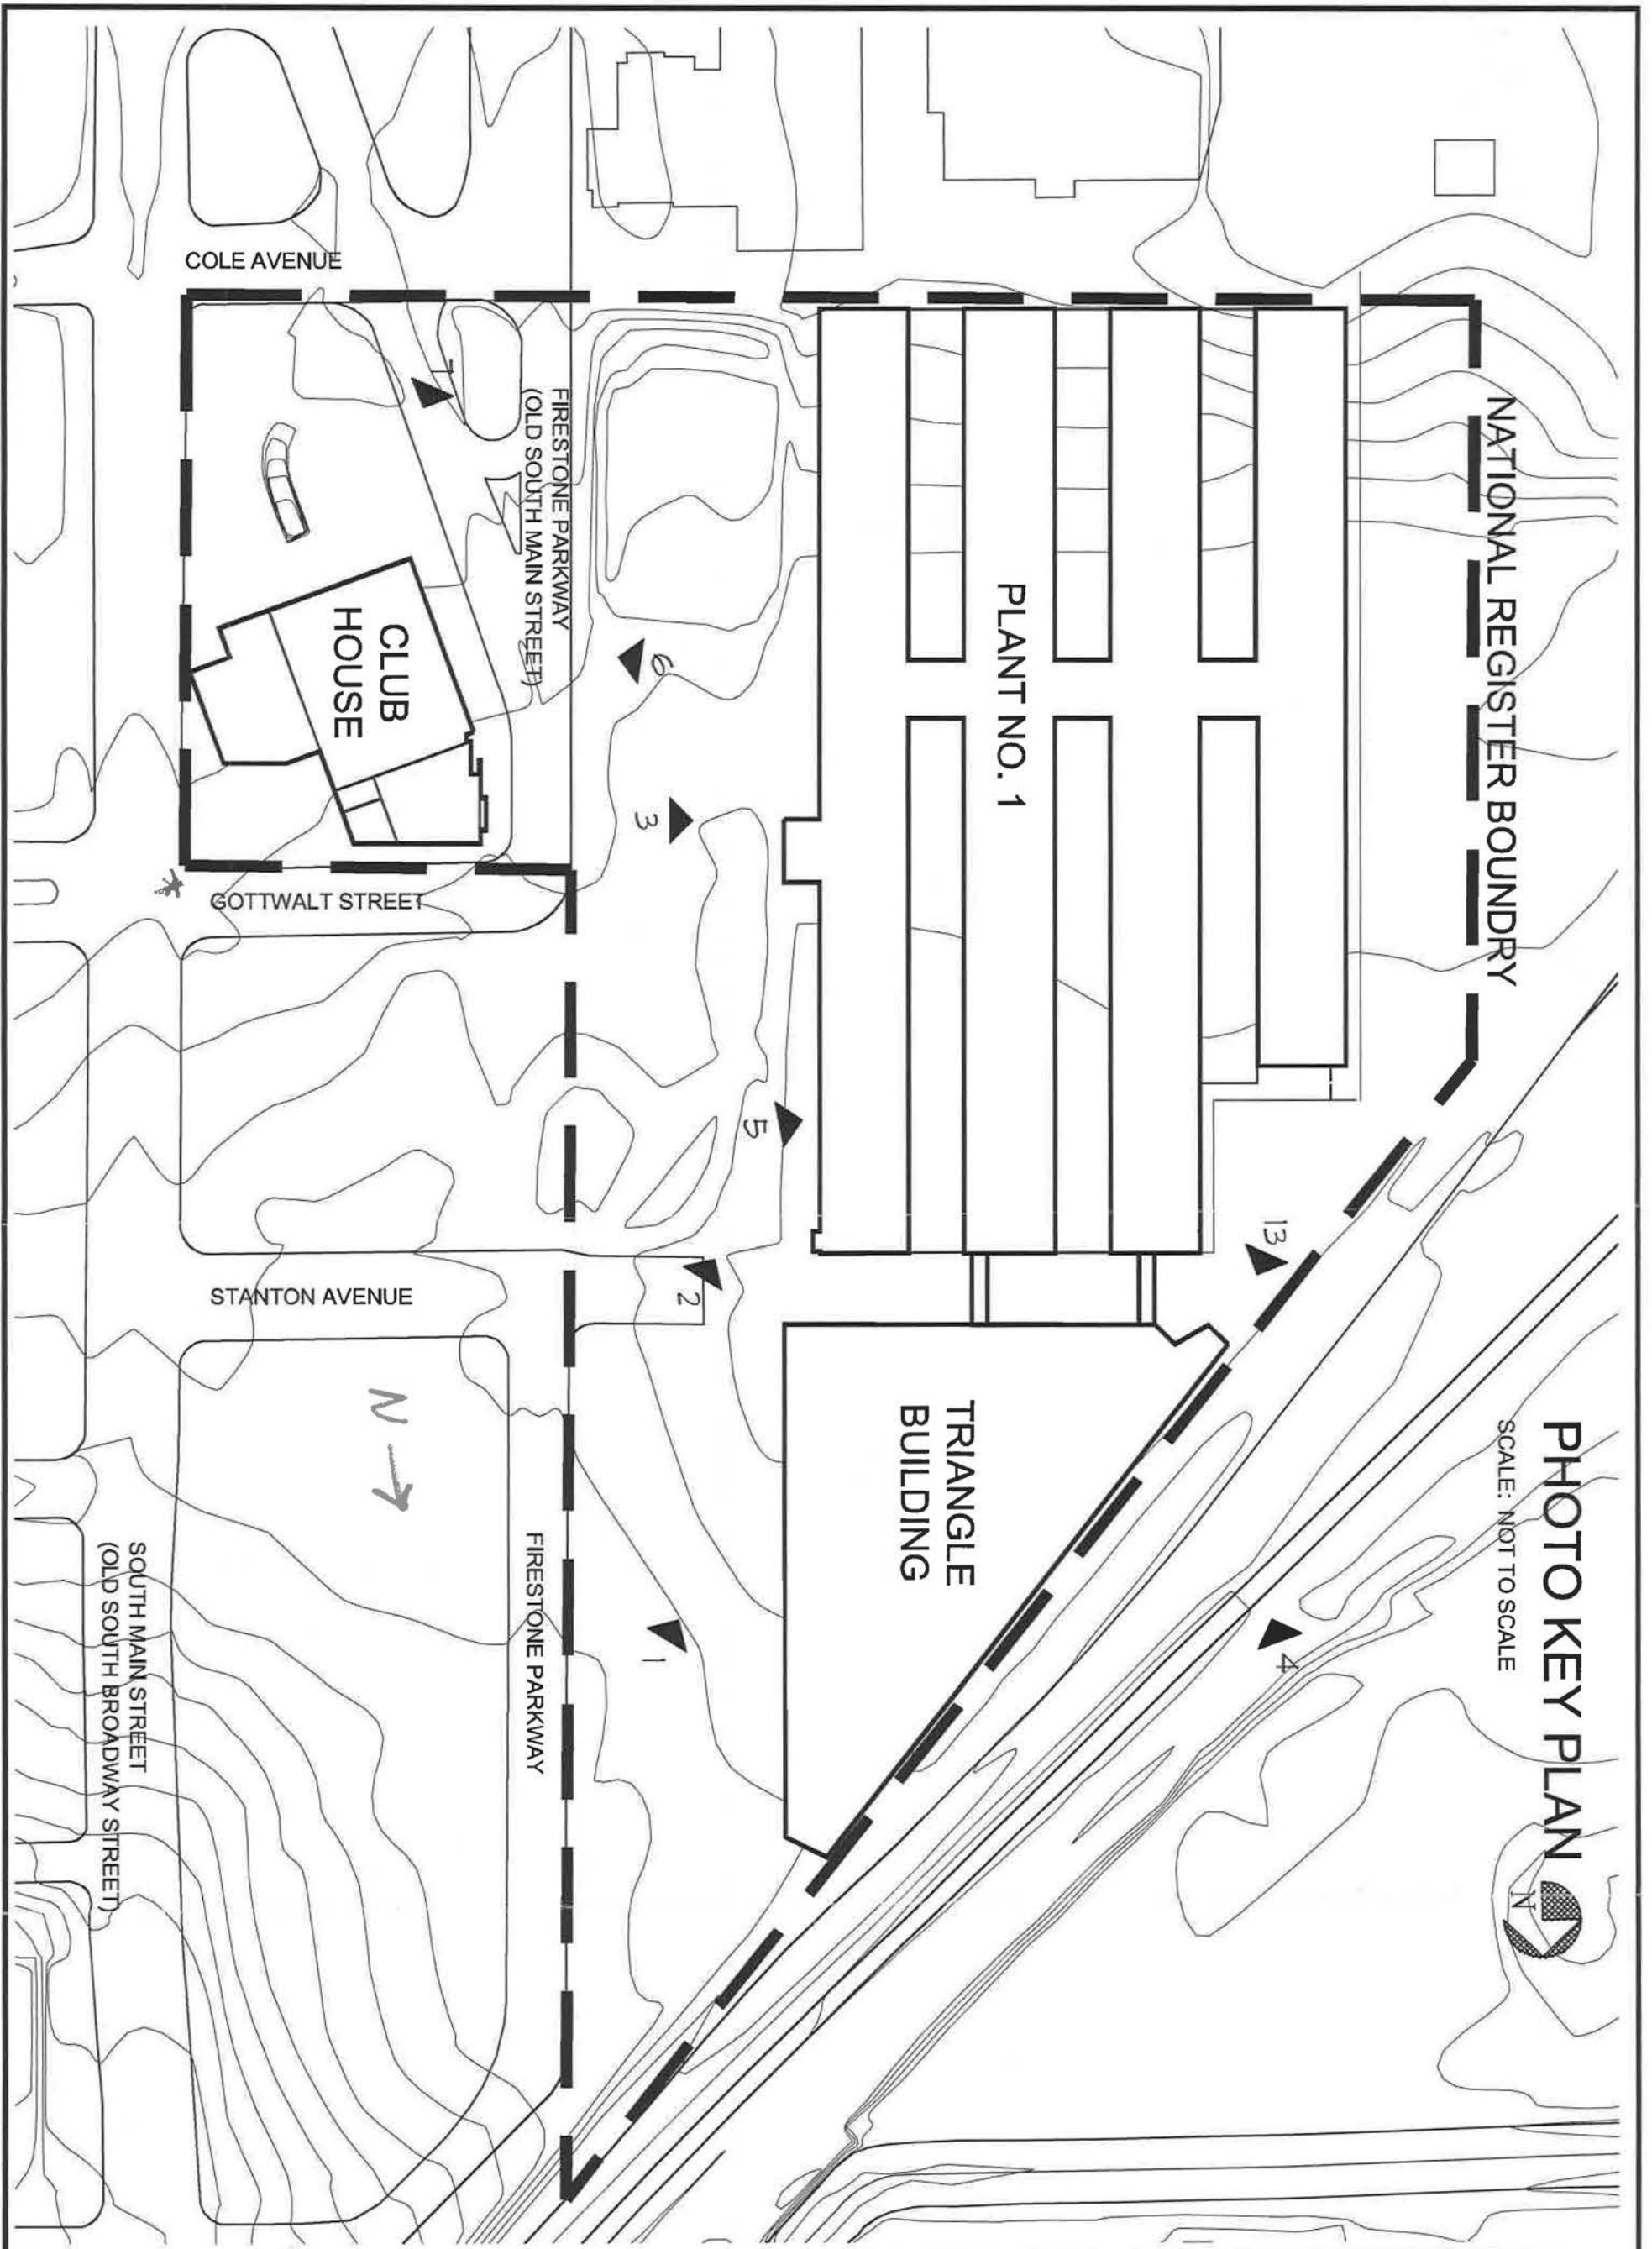 PHOTO KEY PLAN
SCALE: NOT TO SCALE
N
NATIONAL REGISTER BOUNDRY
PLANT NO. 1
TRIANGLE
BUILDING
13
4
5
2
3
6
1
7
FIRESTONE PARKWAY
(OLD SOUTH MAIN STREET)
FIRESTONE PARKWAY
CLUB
HOUSE
N
COLE AVENUE
GOTTWALT STREET
STANTON AVENUE
SOUTH MAIN STREET
(OLD SOUTH BROADWAY STREET)